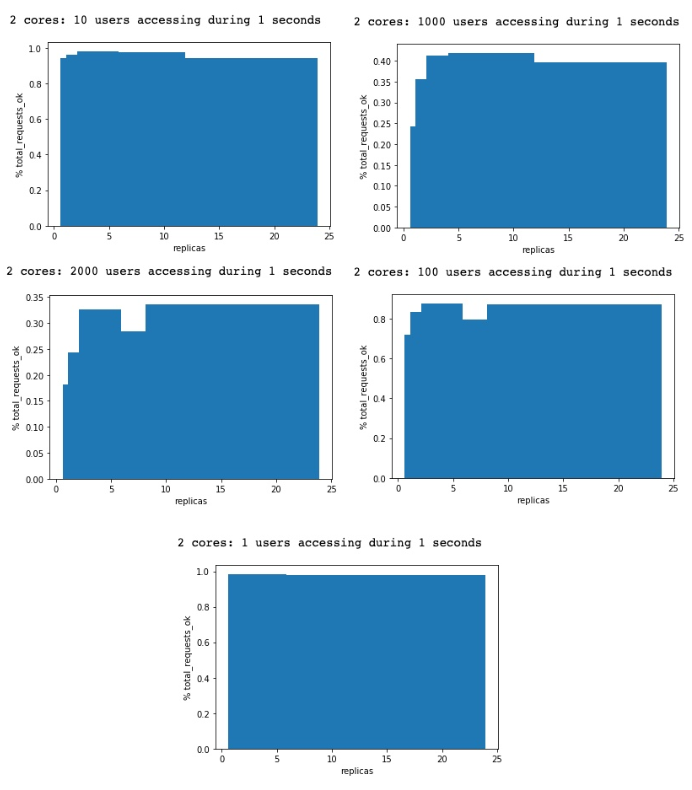 2 cores: 10 users accessing during 1 seconds
1.0
0.8
0.6
0.4
0.2
0.0
% total_requests_ok
0 5 10 15 20 25
replicas
2 cores: 1000 users accessing during 1 seconds
0.40
0.35
0.30
0.25
0.20
0.15
0.10
0.05
0.00
% total_requests_ok
0 5 10 15 20 25
replicas
2 cores: 2000 users accessing during 1 seconds
0.35
0.30
0.25
0.20
0.15
0.10
0.05
0.00
% total_requests_ok
0 5 10 15 20 25
replicas
2 cores: 100 users accessing during 1 seconds
0.8
0.6
0.4
0.2
0.0
% total_requests_ok
0 5 10 15 20 25
replicas
2 cores: 1 users accessing during 1 seconds
1.0
0.8
0.6
0.4
0.2
0.0
% total_requests_ok
0 5 10 15 20 25
replicas